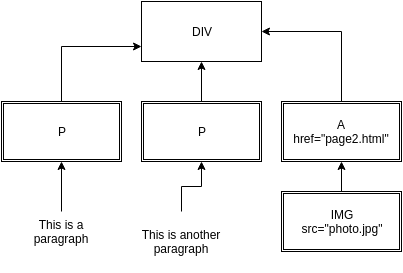 DIV
P
P
A
href="page2.html"
This is a
paragraph
This is another
paragraph
IMG
src="photo.jpg"